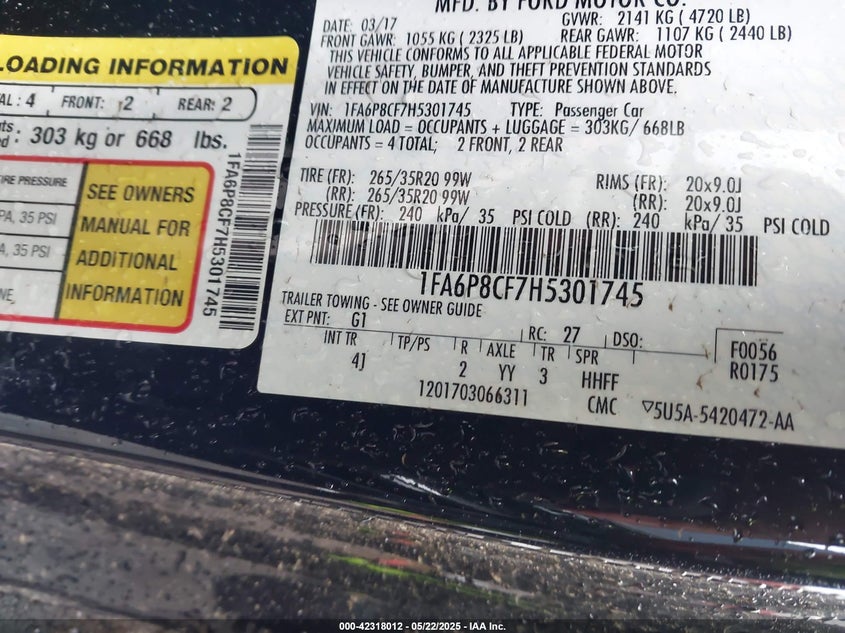 LOADING INFORMATION
AL : 4 FRONT: 2 REAR: 2
: 303 kg or 668 lbs.
IRE PRESSURE
PA, 35 PSI
A, 35 PSI
SEE OWNERS
MANUAL FOR
ADDITIONAL
INFORMATION
1FA6P8CF7H5301745
MFD. BY FORD MOTOR CO.
DATE: 03/17 GVWR: 2141 KG ( 4720 LB)
FRONT GAWR: 1055 KG ( 2325 LB) REAR GAWR: 1107 KG ( 2440 LB)
THIS VEHICLE CONFORMS TO ALL APPLICABLE FEDERAL MOTOR
VEHICLE SAFETY, BUMPER, AND THEFT PREVENTION STANDARDS
IN EFFECT ON THE DATE OF MANUFACTURE SHOWN ABOVE.
VIN: 1FA6P8CF7H5301745 TYPE: Passenger Car
MAXIMUM LOAD = OCCUPANTS + LUGGAGE = 303KG/ 668LB
OCCUPANTS = 4 TOTAL; 2 FRONT, 2 REAR
TIRE (FR): 265/35R20 99W RIMS (FR): 20x9.0J
(RR): 265/35R20 99W (RR): 20x9.0J
PRESSURE (FR): 240 kPa/ 35 PSI COLD (RR): 240 kPa/ 35 PSI COLD
1FA6P8CF7H5301745
TRAILER TOWING - SEE OWNER GUIDE
EXT PNT: G1 RC: 27 DSO: F0056
INT TR TP/PS R AXLE TR SPR R0175
4J 2 YY 3 HHFF
1201703066311 CMC ▽5U5A-5420472-AA
000-42318012 - 05/22/2025 - IAA Inc.